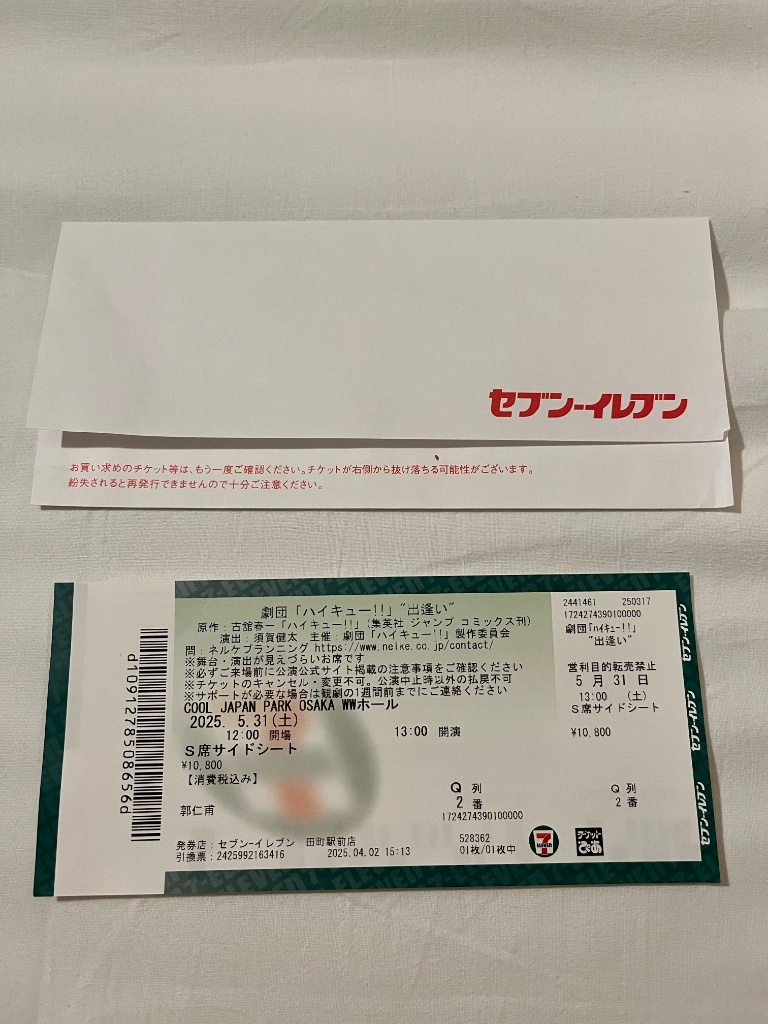 セブン-イレブン
お買い求めのチケット等は、もう一度ご確認ください。チケットが右側から抜け落ちる可能性がございます。
紛失されると再発行できませんので十分ご注意ください。
劇団「ハイキュー!!」"出逢い"
原作：古舘春一「ハイキュー!!」(集英社 ジャンプ コミックス刊)
演出：須賀健太 主催：劇団「ハイキュー!!」製作委員会
問：ネルケプランニング https://www.nelke.co.jp/contact/
※舞台・演出が見えづらいお席です
※必ずご来場前に公演公式サイト掲載の注意事項をご確認ください
※チケットのキャンセル・変更不可。公演中止時以外の払戻不可
※サポートが必要な場合は観劇の1週間前までにご連絡ください
COOL JAPAN PARK OSAKA WWホール
2025. 5.31(土)
12:00 開場 13:00 開演
S席サイドシート
¥10,800
【消費税込み】
Q 列
2 番
郭仁甫
1724274390100000
発券店：セブン-イレブン 田町駅前店
528362
引換票：2425992163416 2025.04.02 15:13 01枚/01枚中
7 ELEVEN
チケットぴあ
d1091278508656d
2441461 250317
1724274390100000
劇団「ハイキュー!!」
"出逢い"
営利目的転売禁止
5 月 31 日
13:00 (土)
S席サイドシート
¥10,800
Q 列
2 番
セブン-イレブン
セブン-イレブン
セブン-イレブン